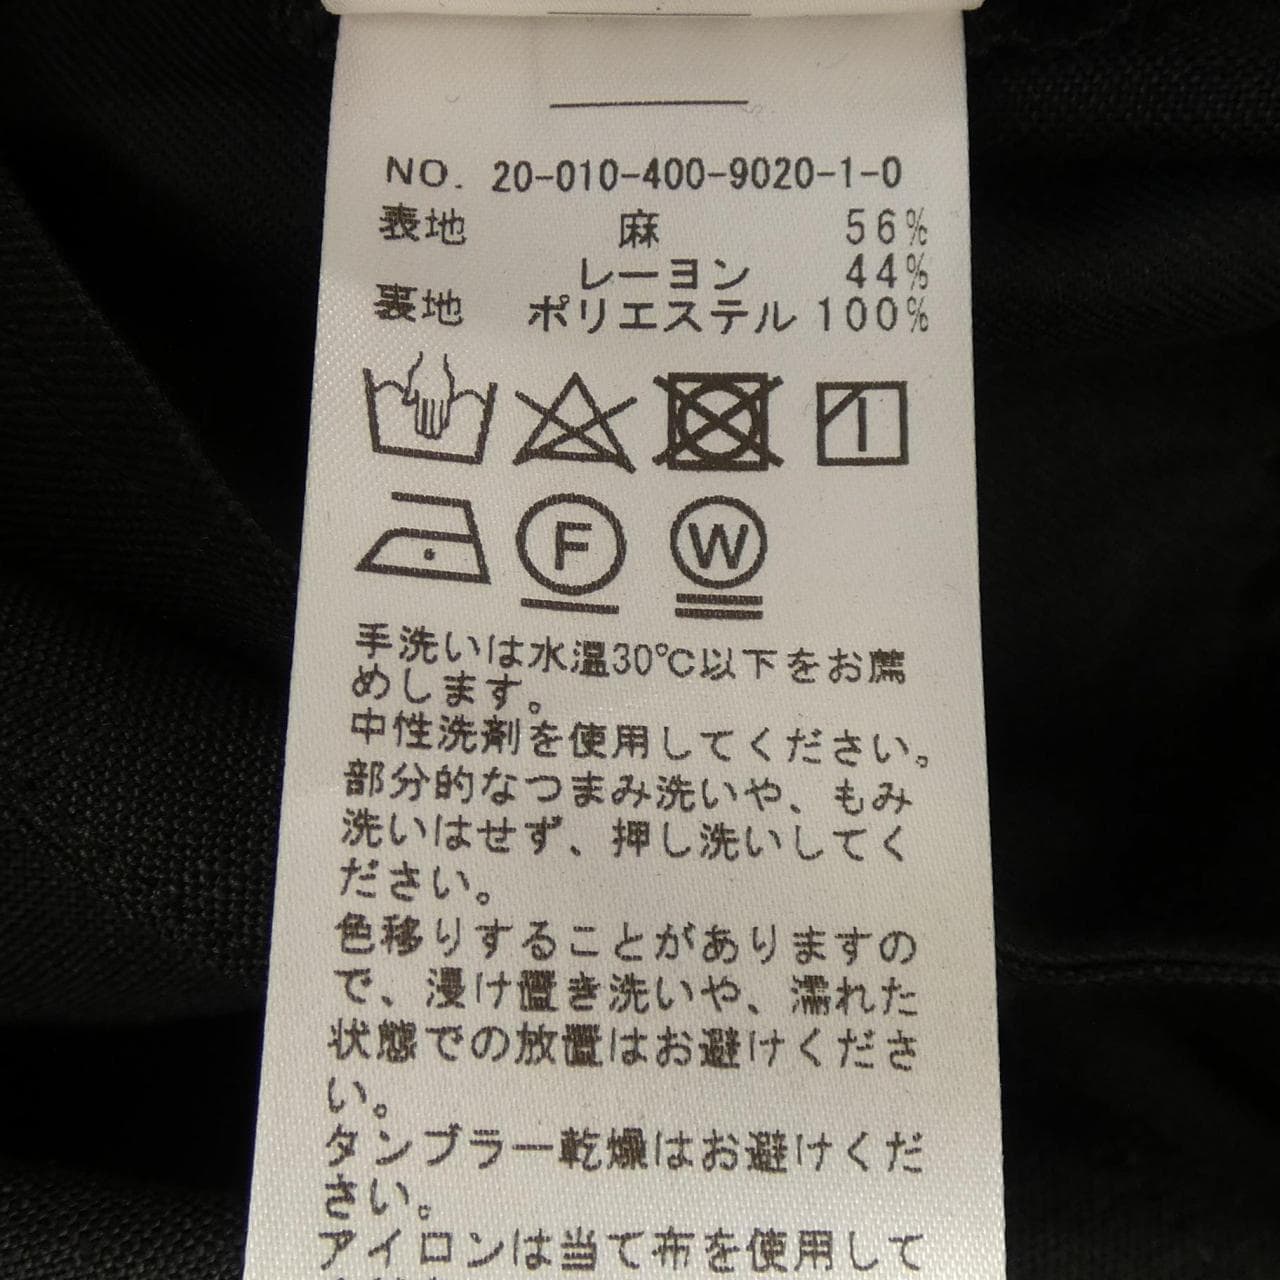 NO. 20-010-400-9020-1-0
表地 麻 56%
レーヨン 44%
裏地 ポリエステル 100%
F W
手洗いは水温30℃以下をお薦
めします。
中性洗剤を使用してください。
部分的なつまみ洗いや、もみ
洗いはせず、押し洗いしてく
ださい。
色移りすることがありますの
で、浸け置き洗いや、濡れた
状態での放置はお避けくださ
い。
タンブラー乾燥はお避けくだ
さい。
アイロンは当て布を使用して